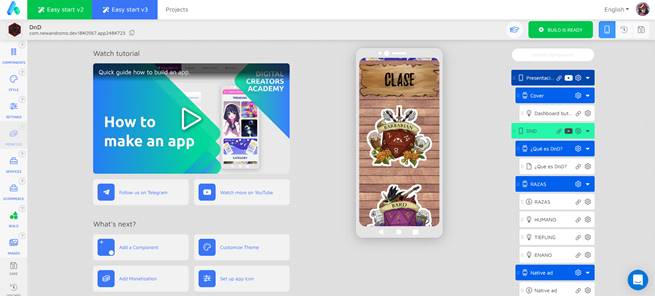 Easy start v2
Easy start v3
Projects
English
DnD
com.newandromo.dev1840567.app2484723
BUILD IS READY
COMPONENTS
STYLE
SETTINGS
SERVICES
ECOMMERCE
BUILD
IMAGES
SAVE
Watch tutorial
Quick guide how to build an app.
DIGITAL
CREATORS
ACADEMY
How to
make an app
CATEGORY
Follow us on Telegram
Watch more on YouTube
What's next?
Add a Component
Customize Theme
Add Monetization
Set up app icon
CLASE
BARBARIAN
BARD
Presentaci...
Cover
Dashboard but...
DND
¿Qué es DnD?
¿Qué es DnD?
RAZAS
RAZAS
HUMANO
TIEFLING
ENANO
Native ad
Native ad